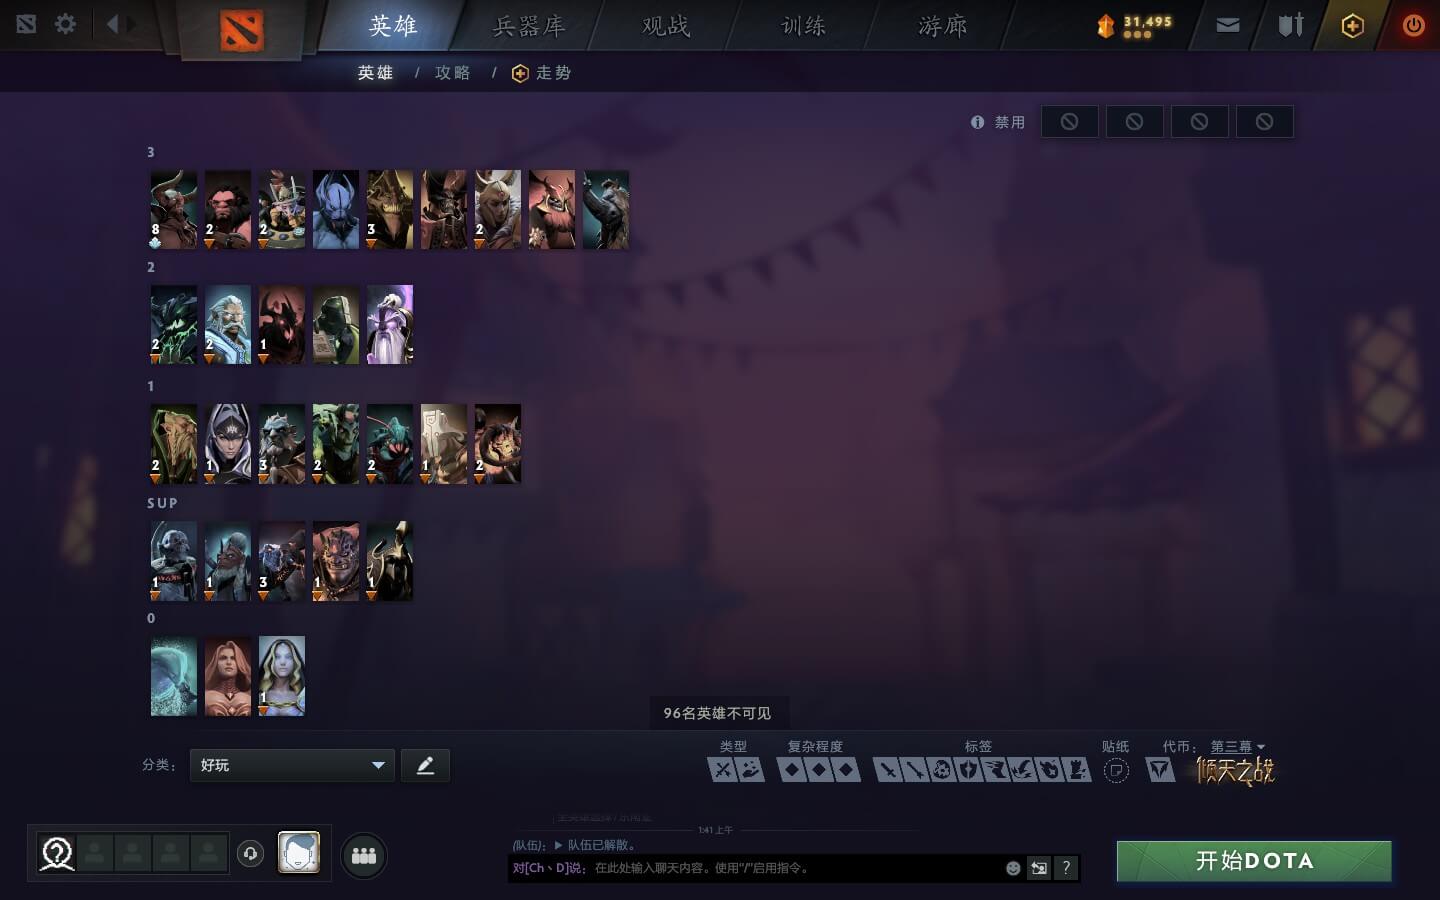 英雄 兵器库 观战 训练 游廊 31,495
英雄 / 攻略 / 走势
禁用
3
8 2 2 3 2
2
2 2 1
1
2 1 3 2 2 1 2
SUP
1 1 3 1 1
0
1
96名英雄不可见
分类： 好玩
类型 复杂程度 标签 贴纸 代币： 第三幕
倾天之战
1:41 上午
(队伍)： ▶ 队伍已解散。
对[Ch丶D]说： 在此处输入聊天内容。使用"/"启用指令。
?
开始DOTA